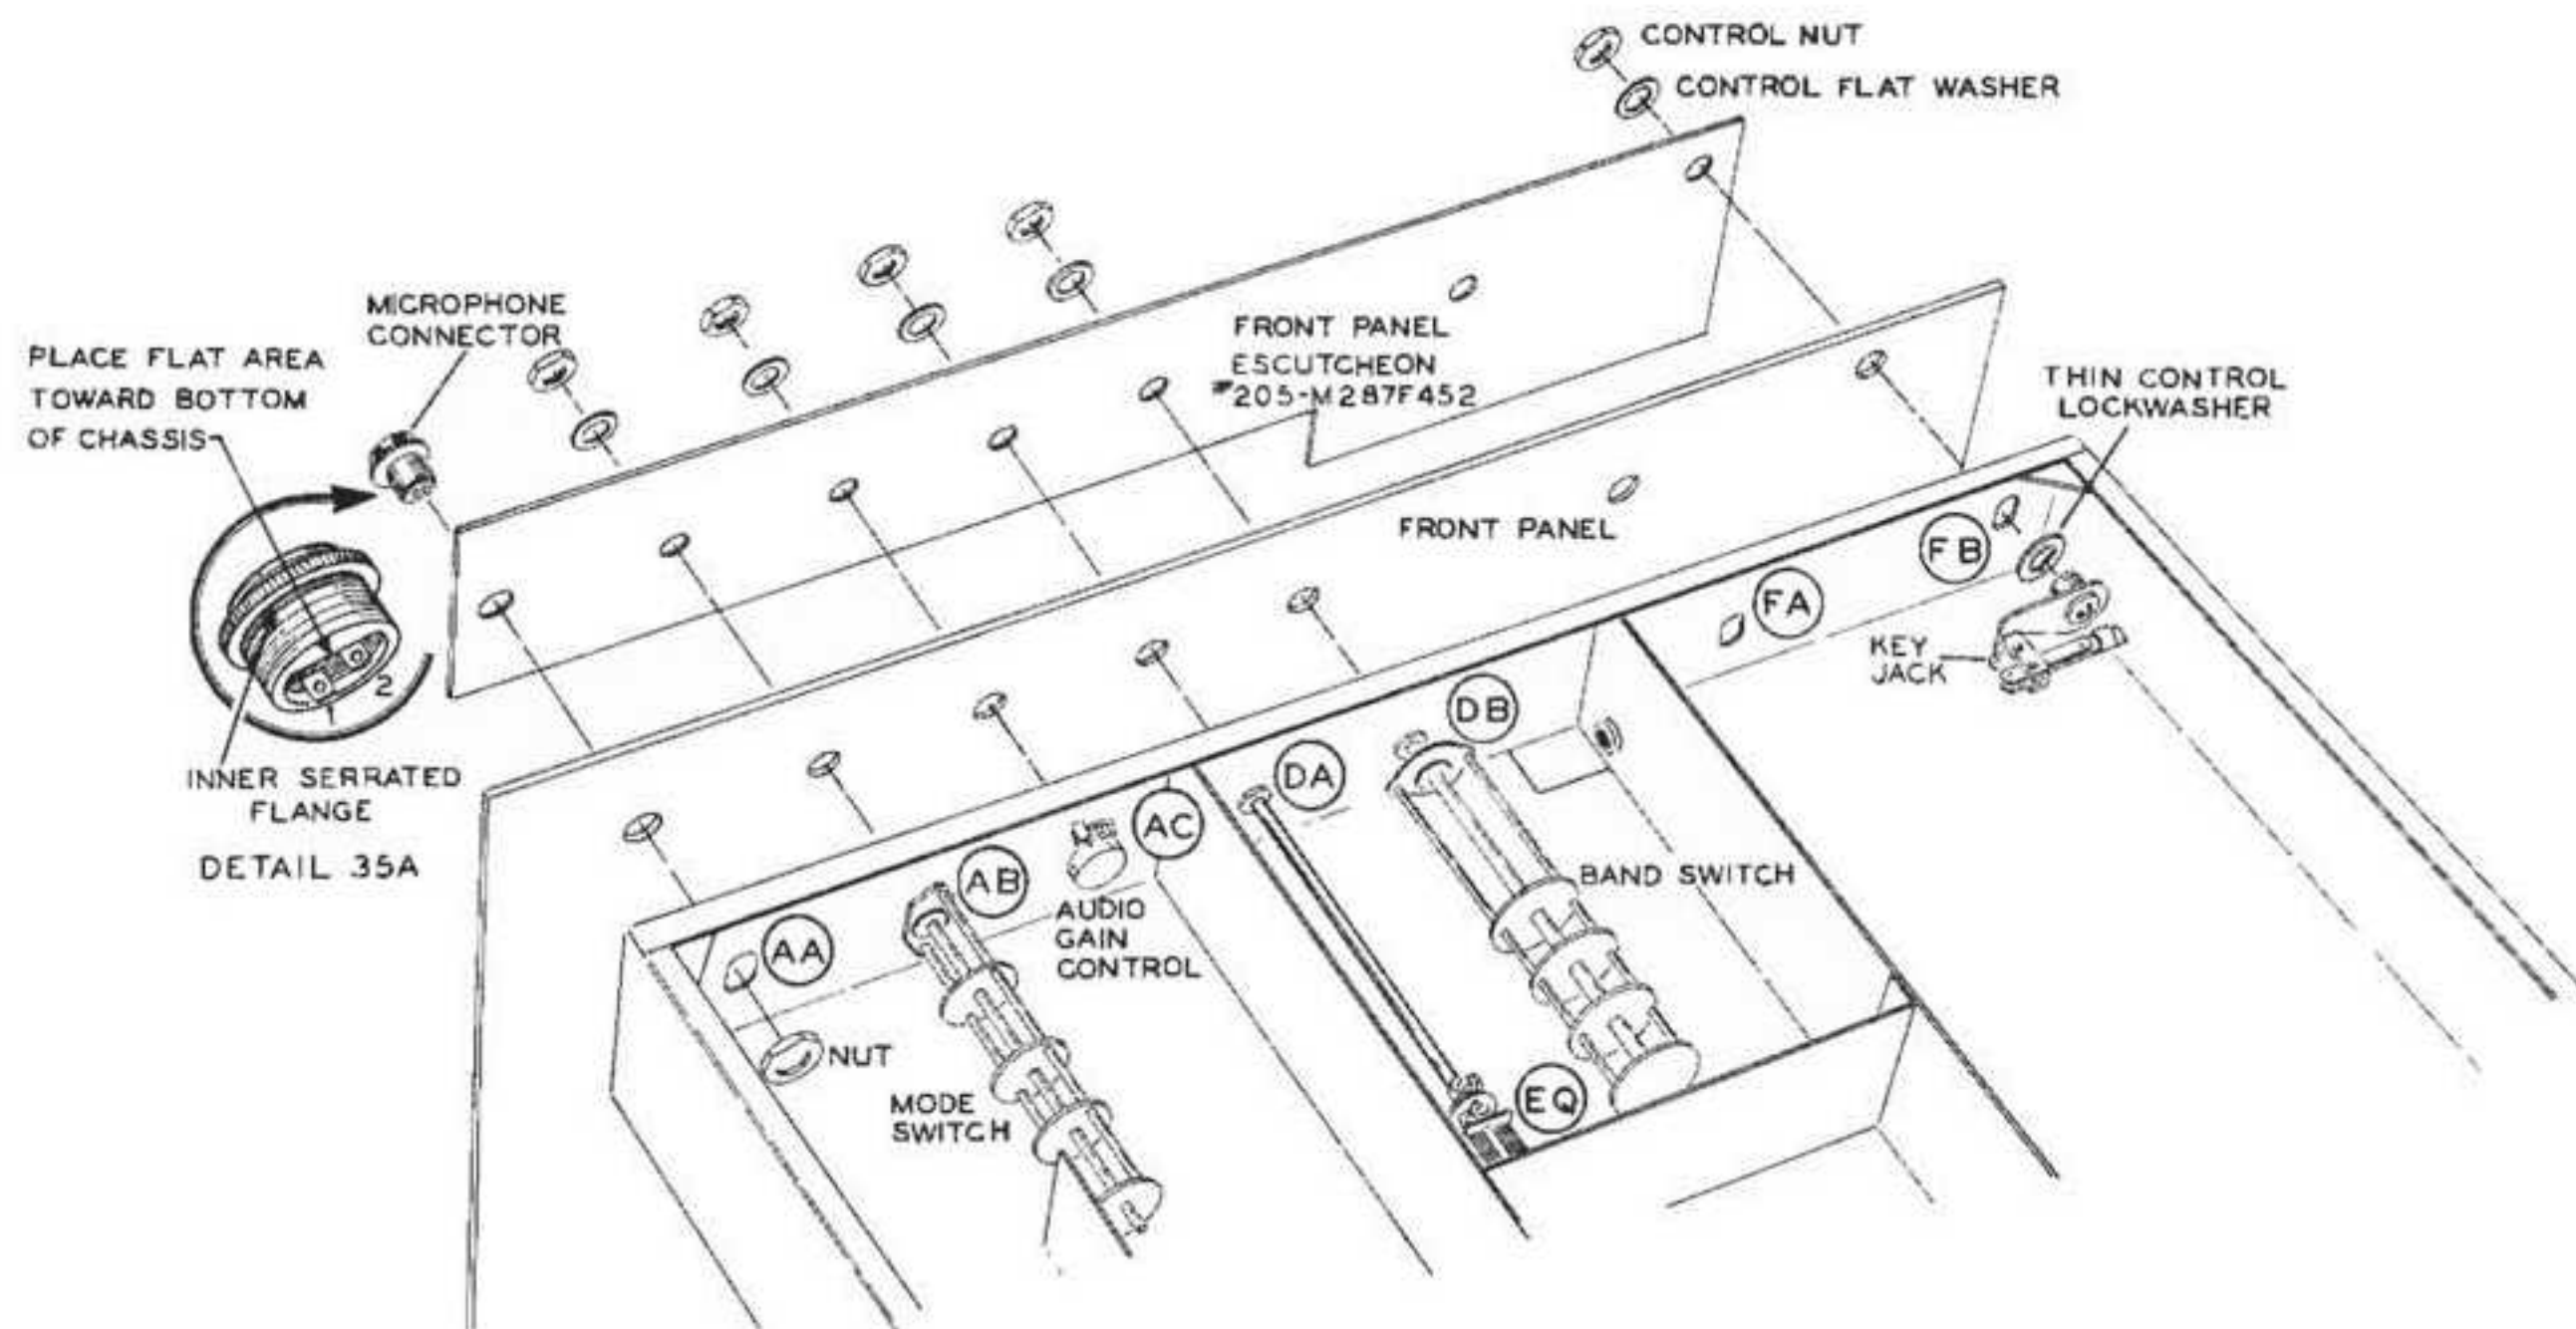 CONTROL NUT
CONTROL FLAT WASHER
MICROPHONE
CONNECTOR
PLACE FLAT AREA
TOWARD BOTTOM
OF CHASSIS
FRONT PANEL
ESCUTCHEON
#205-M287F452
THIN CONTROL
LOCKWASHER
FRONT PANEL
FB
FA
KEY
JACK
2
INNER SERRATED
FLANGE
DETAIL 35A
DB
DA
AC
BAND SWITCH
AB
AUDIO
GAIN
CONTROL
AA
NUT
MODE
SWITCH
EQ